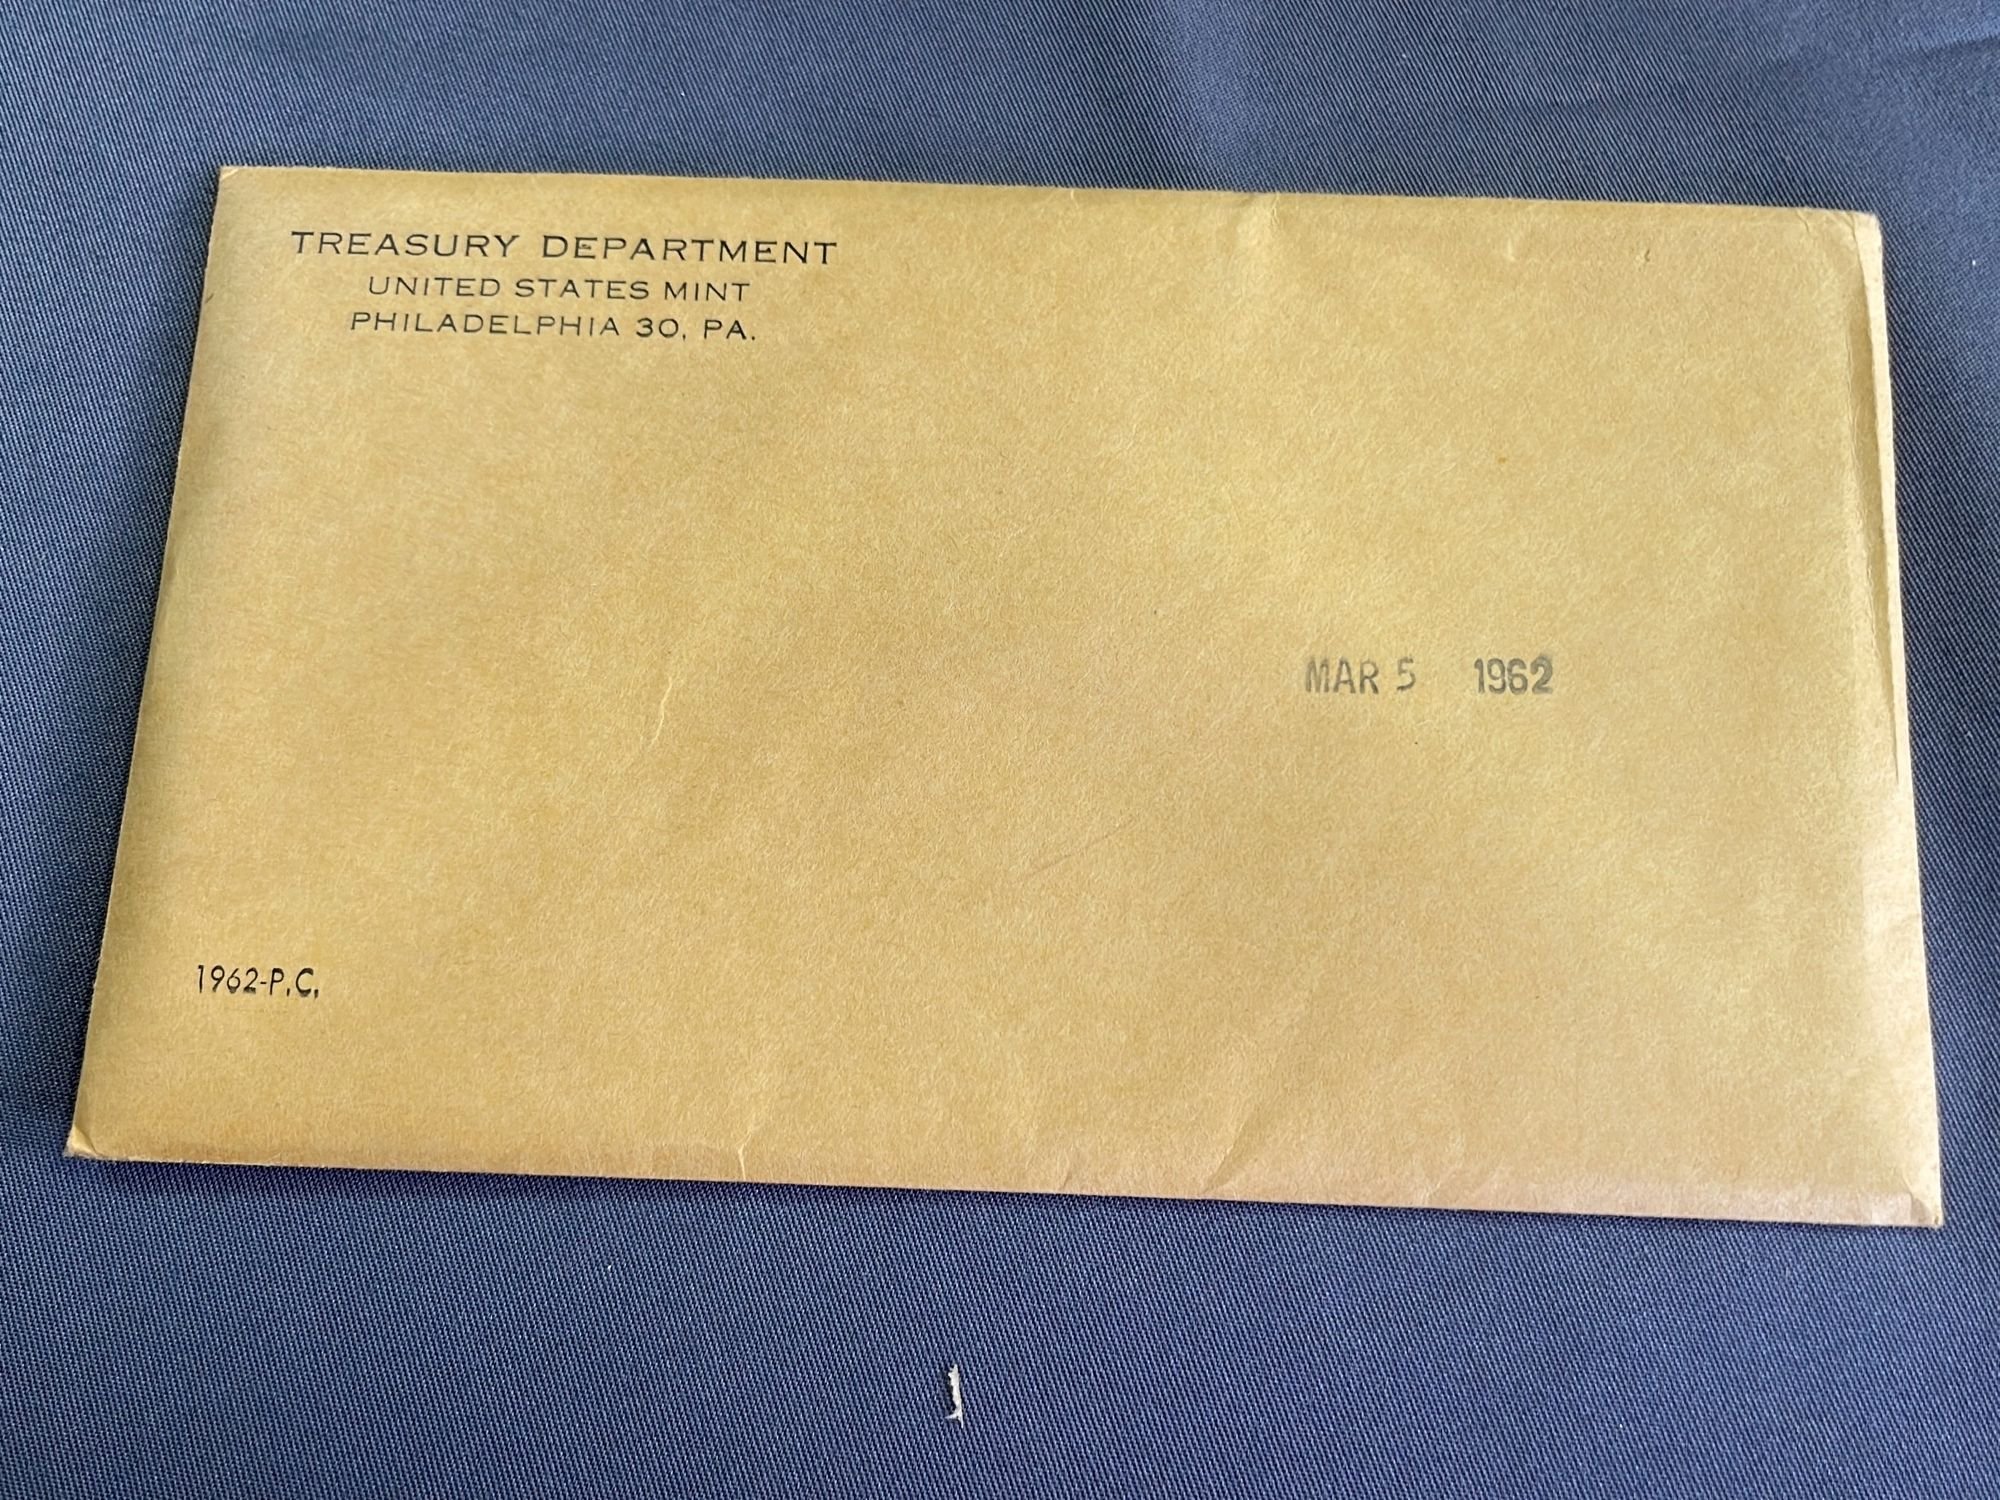 TREASURY DEPARTMENT
UNITED STATES MINT
PHILADELPHIA 30, PA.
MAR 5 1962
1962-P.C.